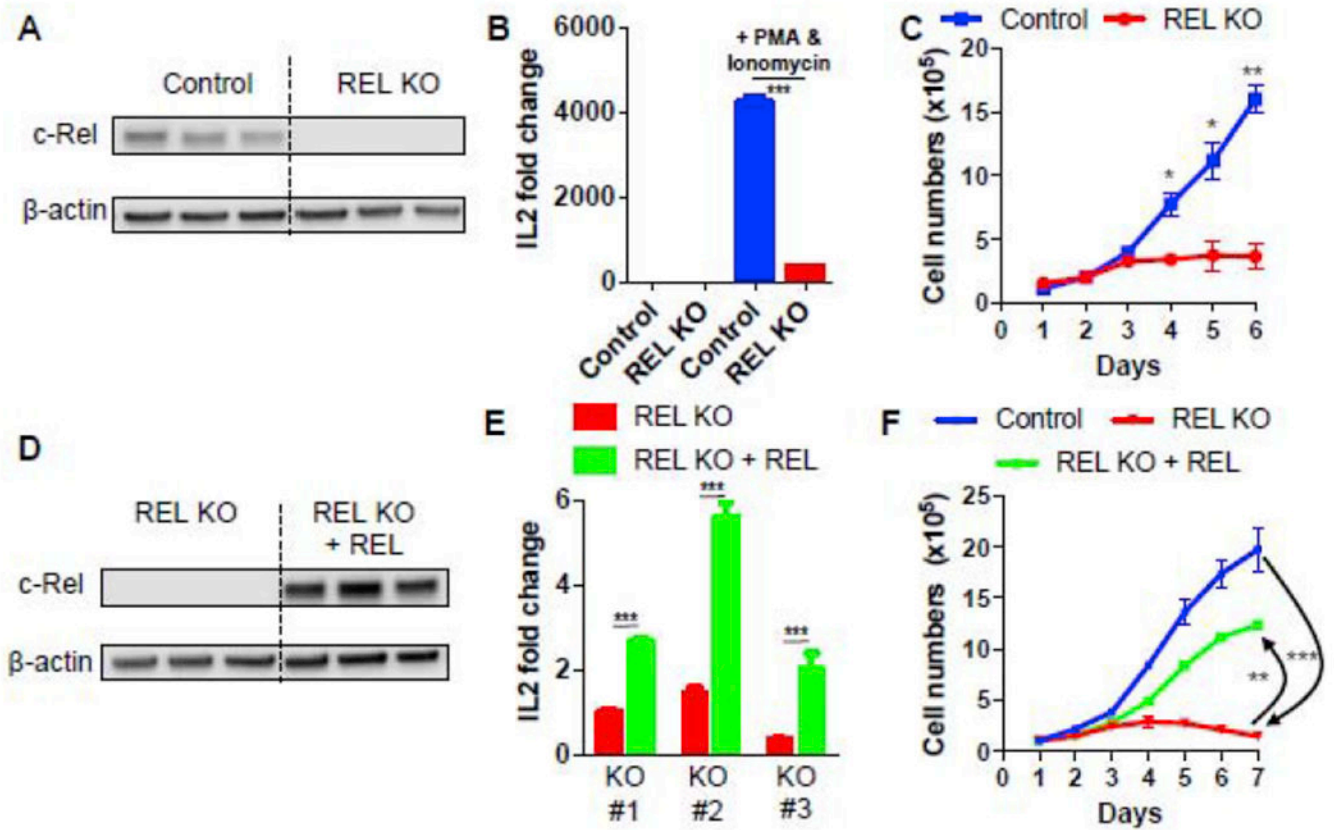 A
Control
REL KO
c-Rel
β-actin
B
IL2 fold change
6000
4000
2000
0
+ PMA &
Ionomycin
***
Control
REL KO
Control
REL KO
C
Control
REL KO
Cell numbers (x10⁵)
20
15
10
5
0
*
*
**
0 1 2 3 4 5 6
Days
D
REL KO
REL KO
+ REL
c-Rel
β-actin
E
REL KO
REL KO + REL
IL2 fold change
6
4
2
0
***
***
***
KO
#1
KO
#2
KO
#3
F
Control
REL KO
REL KO + REL
Cell numbers (x10⁵)
25
20
15
10
5
0
**
***
0 1 2 3 4 5 6 7
Days